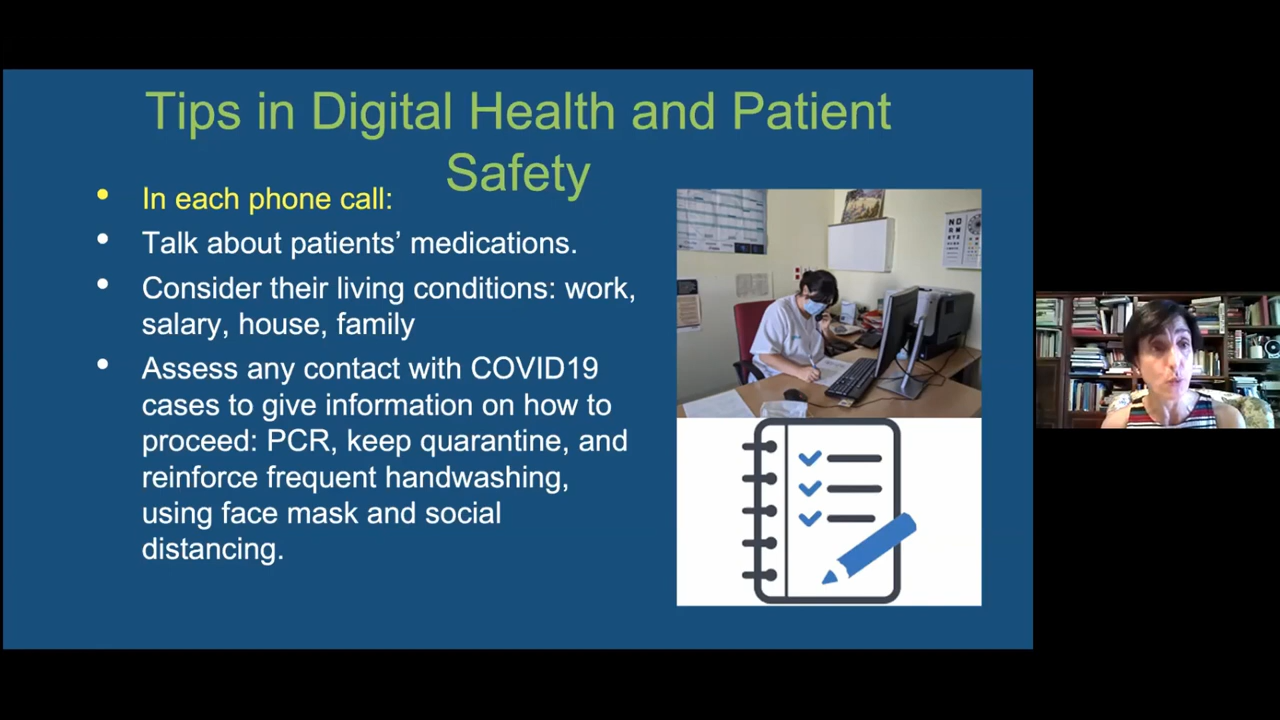 Tips in Digital Health and Patient
Safety
• In each phone call:
• Talk about patients’ medications.
• Consider their living conditions: work,
salary, house, family
• Assess any contact with COVID19
cases to give information on how to
proceed: PCR, keep quarantine, and
reinforce frequent handwashing,
using face mask and social
distancing.